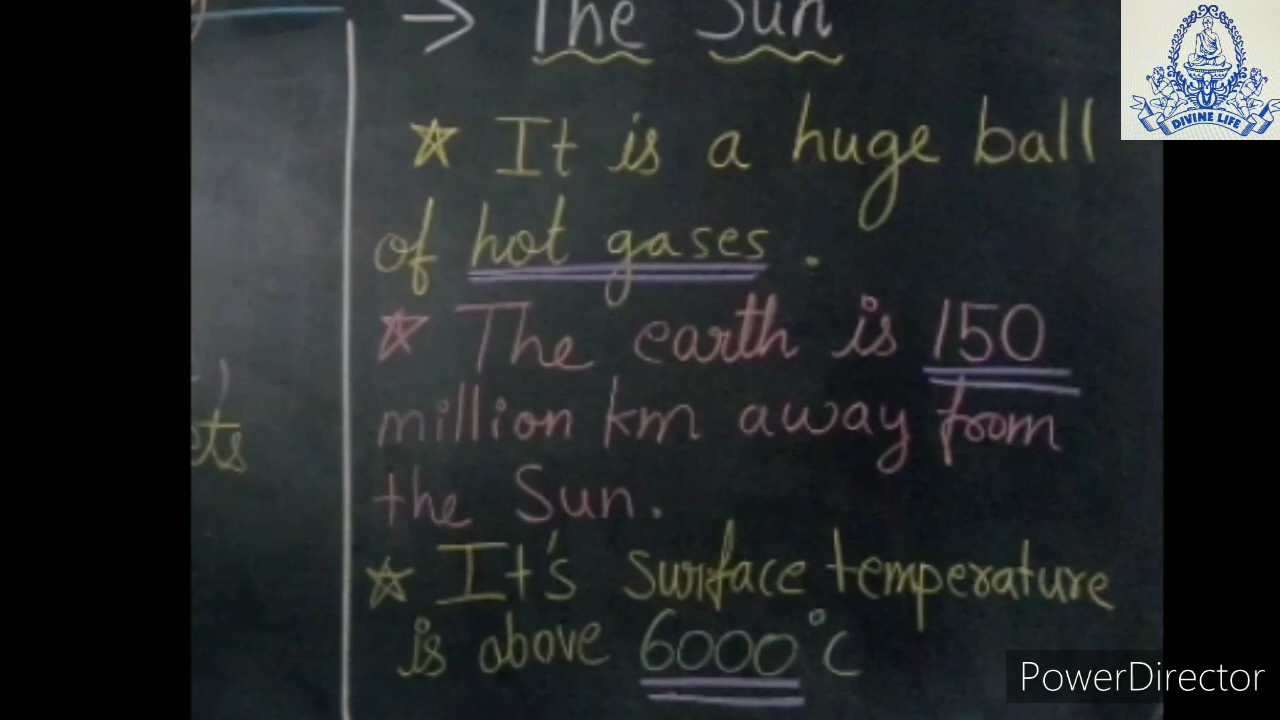 → The Sun
☆ It is a huge ball
of hot gases .
☆ The earth is 150
million km away from
the Sun.
☆ It's surface temperature
is above 6000°C
ets
DIVINE LIFE
PowerDirector